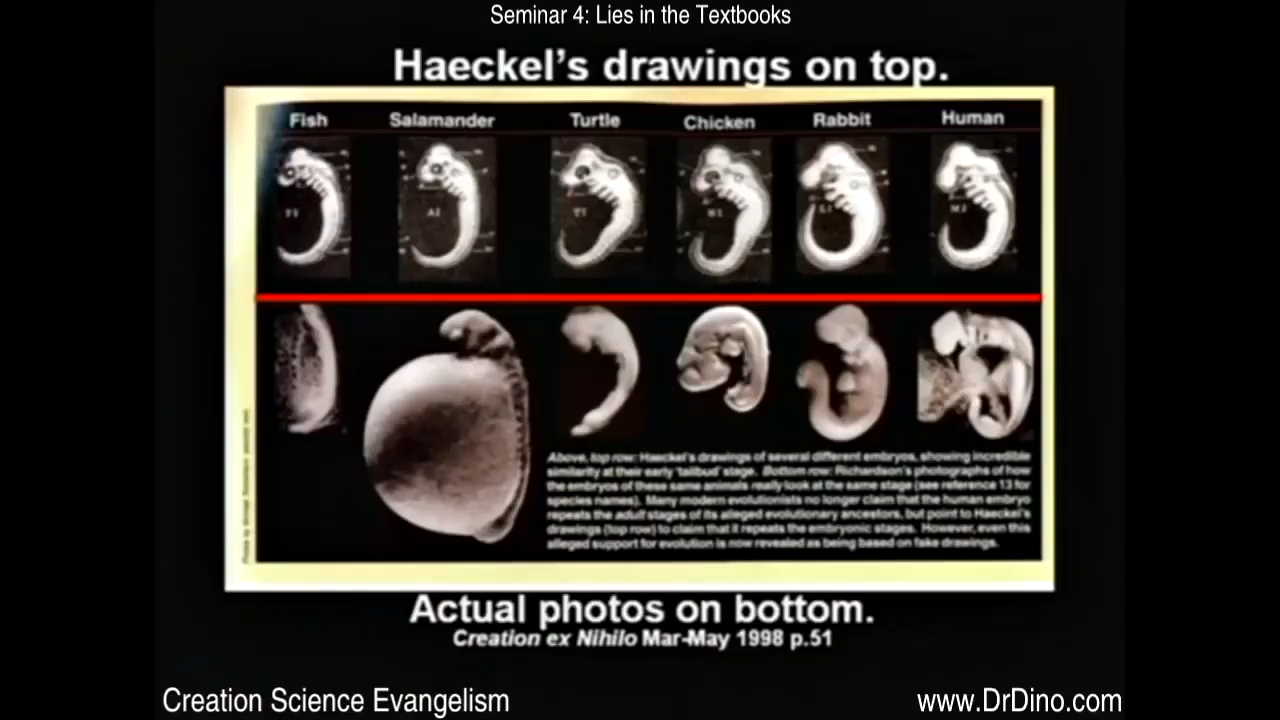 Seminar 4: Lies in the Textbooks
Haeckel's drawings on top.
Fish Salamander Turtle Chicken Rabbit Human
Actual photos on bottom.
Above, top row: Haeckel's drawings of several different embryos, showing incredible
similarity at their early 'tailbud' stage. Bottom row: Richardson's photographs of how
the embryos of these same animals really look at the same stage (see reference 13 for
species names). Many modern evolutionists no longer claim that the human embryo
repeats the adult stages of its alleged evolutionary ancestors, but point to Haeckel's
drawings (top row) to claim that it repeats the embryonic stages. However, even this
alleged support for evolution is now revealed as being based on fake drawings.
Creation ex Nihilo Mar-May 1998 p.51
Creation Science Evangelism
www.DrDino.com